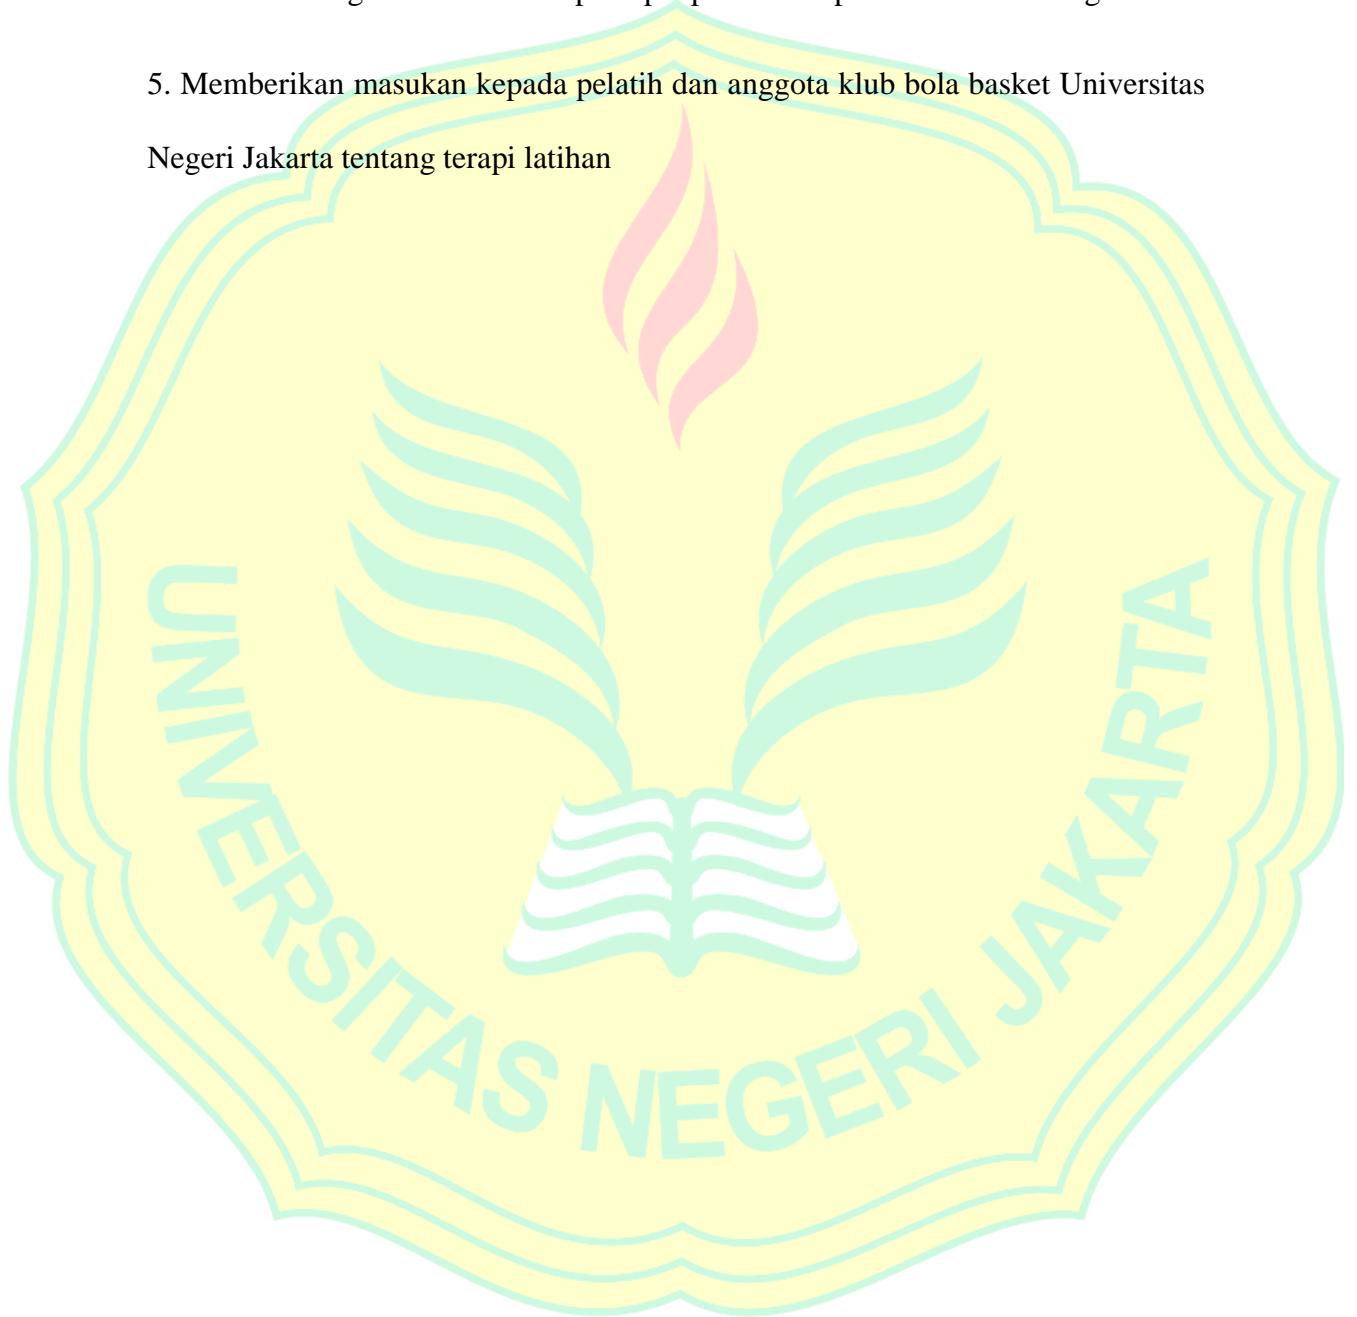 5. Memberikan masukan kepada pelatih dan anggota klub bola basket Universitas
Negeri Jakarta tentang terapi latihan
UNIVERSITAS NEGERI JAKARTA